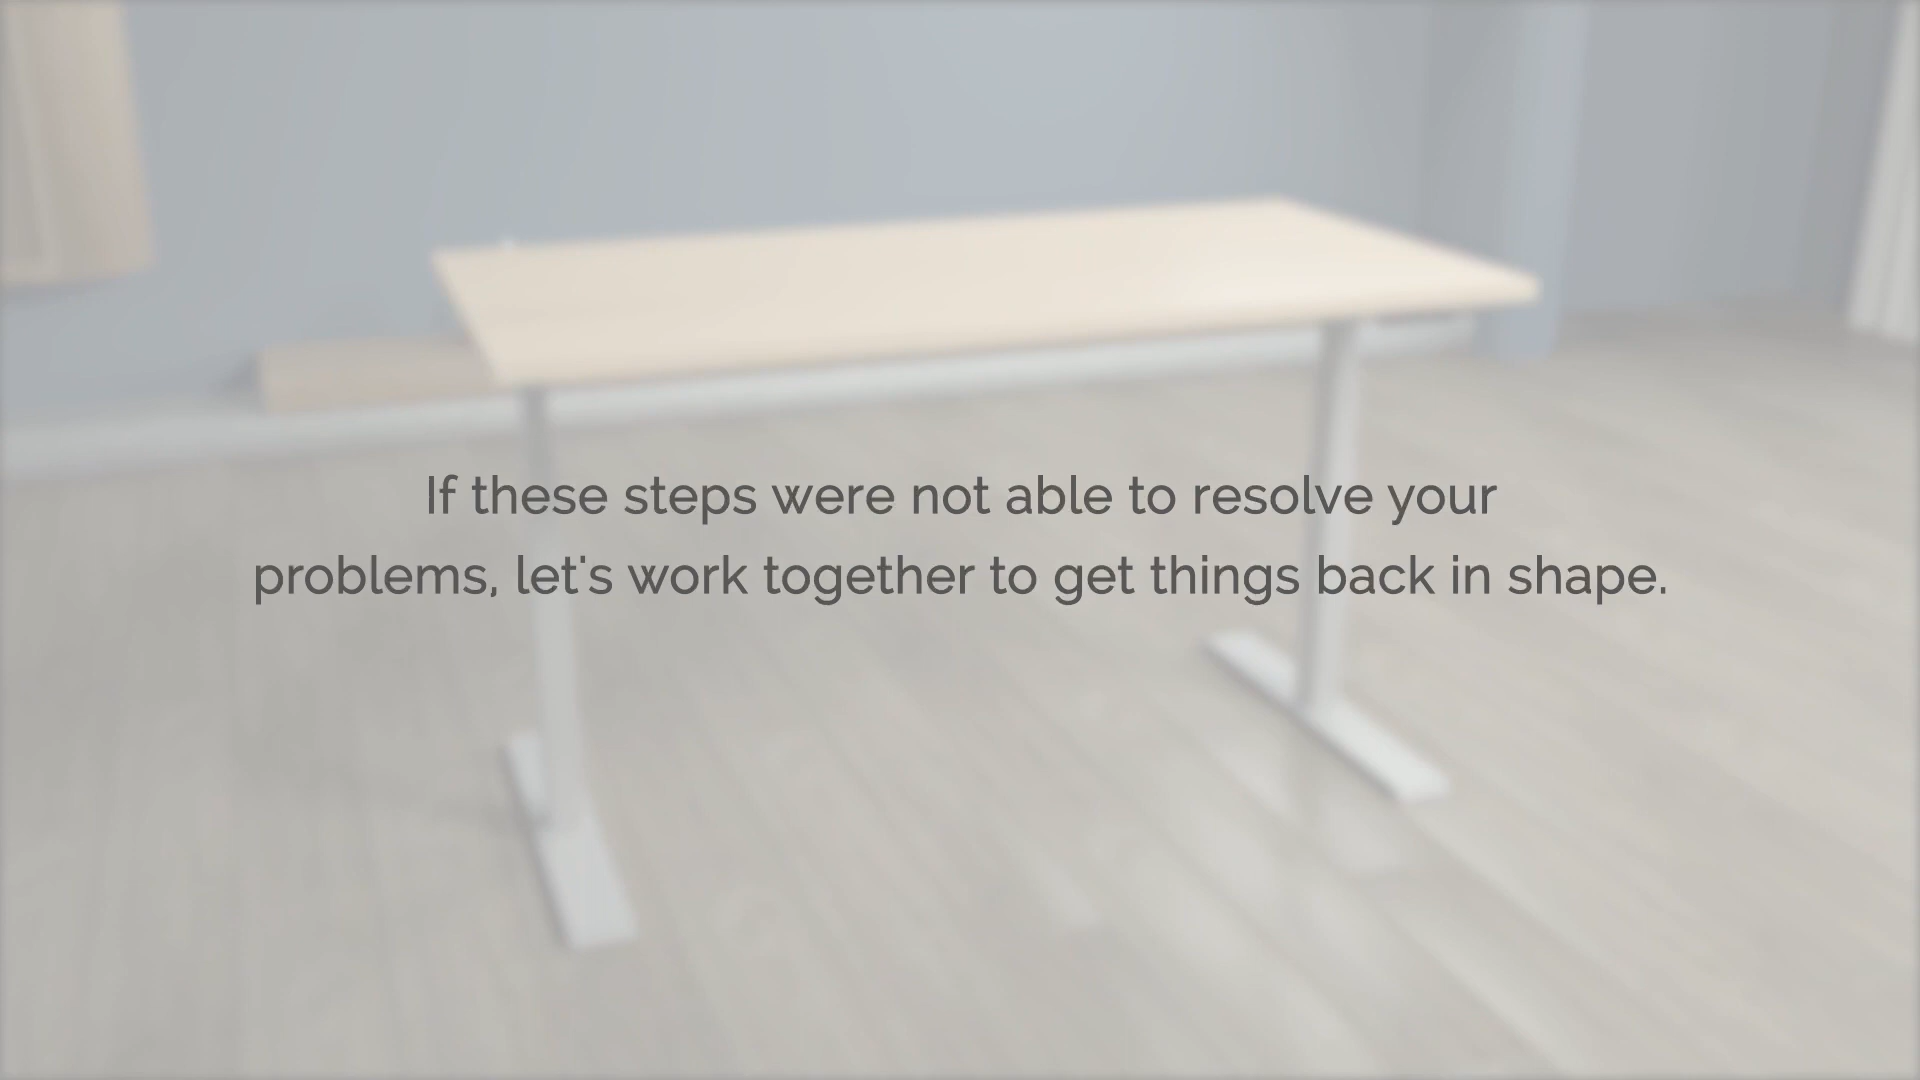 If these steps were not able to resolve your
problems, let's work together to get things back in shape.